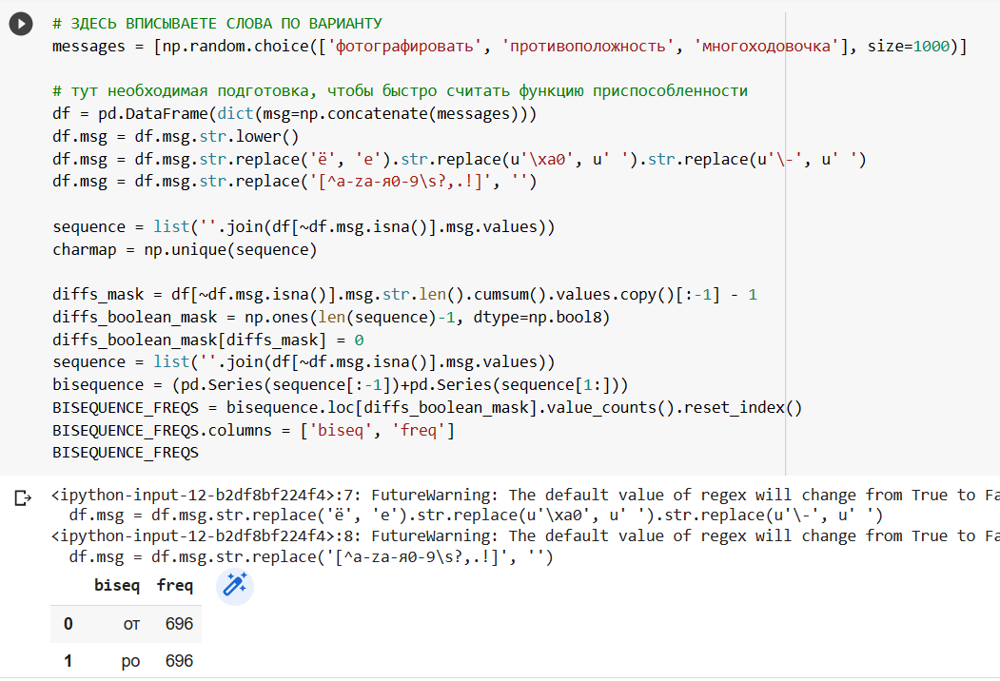 # ЗДЕСЬ ВПИСЫВАЕТЕ СЛОВА ПО ВАРИАНТУ
messages = [np.random.choice(['фотографировать', 'противоположность', 'многоходовочка'], size=1000)]
# тут необходимая подготовка, чтобы быстро считать функцию приспособленности
df = pd.DataFrame(dict(msg=np.concatenate(messages)))
df.msg = df.msg.str.lower()
df.msg = df.msg.str.replace('ё', 'е').str.replace(u'\xa0', u' ').str.replace(u'\-', u' ')
df.msg = df.msg.str.replace('[^a-zа-я0-9\s?,.!]', '')
sequence = list(''.join(df[~df.msg.isna()].msg.values))
charmap = np.unique(sequence)
diffs_mask = df[~df.msg.isna()].msg.str.len().cumsum().values.copy()[:-1] - 1
diffs_boolean_mask = np.ones(len(sequence)-1, dtype=np.bool8)
diffs_boolean_mask[diffs_mask] = 0
sequence = list(''.join(df[~df.msg.isna()].msg.values))
bisequence = (pd.Series(sequence[:-1])+pd.Series(sequence[1:]))
BISEQUENCE_FREQS = bisequence.loc[diffs_boolean_mask].value_counts().reset_index()
BISEQUENCE_FREQS.columns = ['biseq', 'freq']
BISEQUENCE_FREQS
<ipython-input-12-b2df8bf224f4>:7: FutureWarning: The default value of regex will change from True to Fa
df.msg = df.msg.str.replace('ё', 'е').str.replace(u'\xa0', u' ').str.replace(u'\-', u' ')
<ipython-input-12-b2df8bf224f4>:8: FutureWarning: The default value of regex will change from True to Fa
df.msg = df.msg.str.replace('[^a-zа-я0-9\s?,.!]', '')
biseq freq
0 от 696
1 ро 696